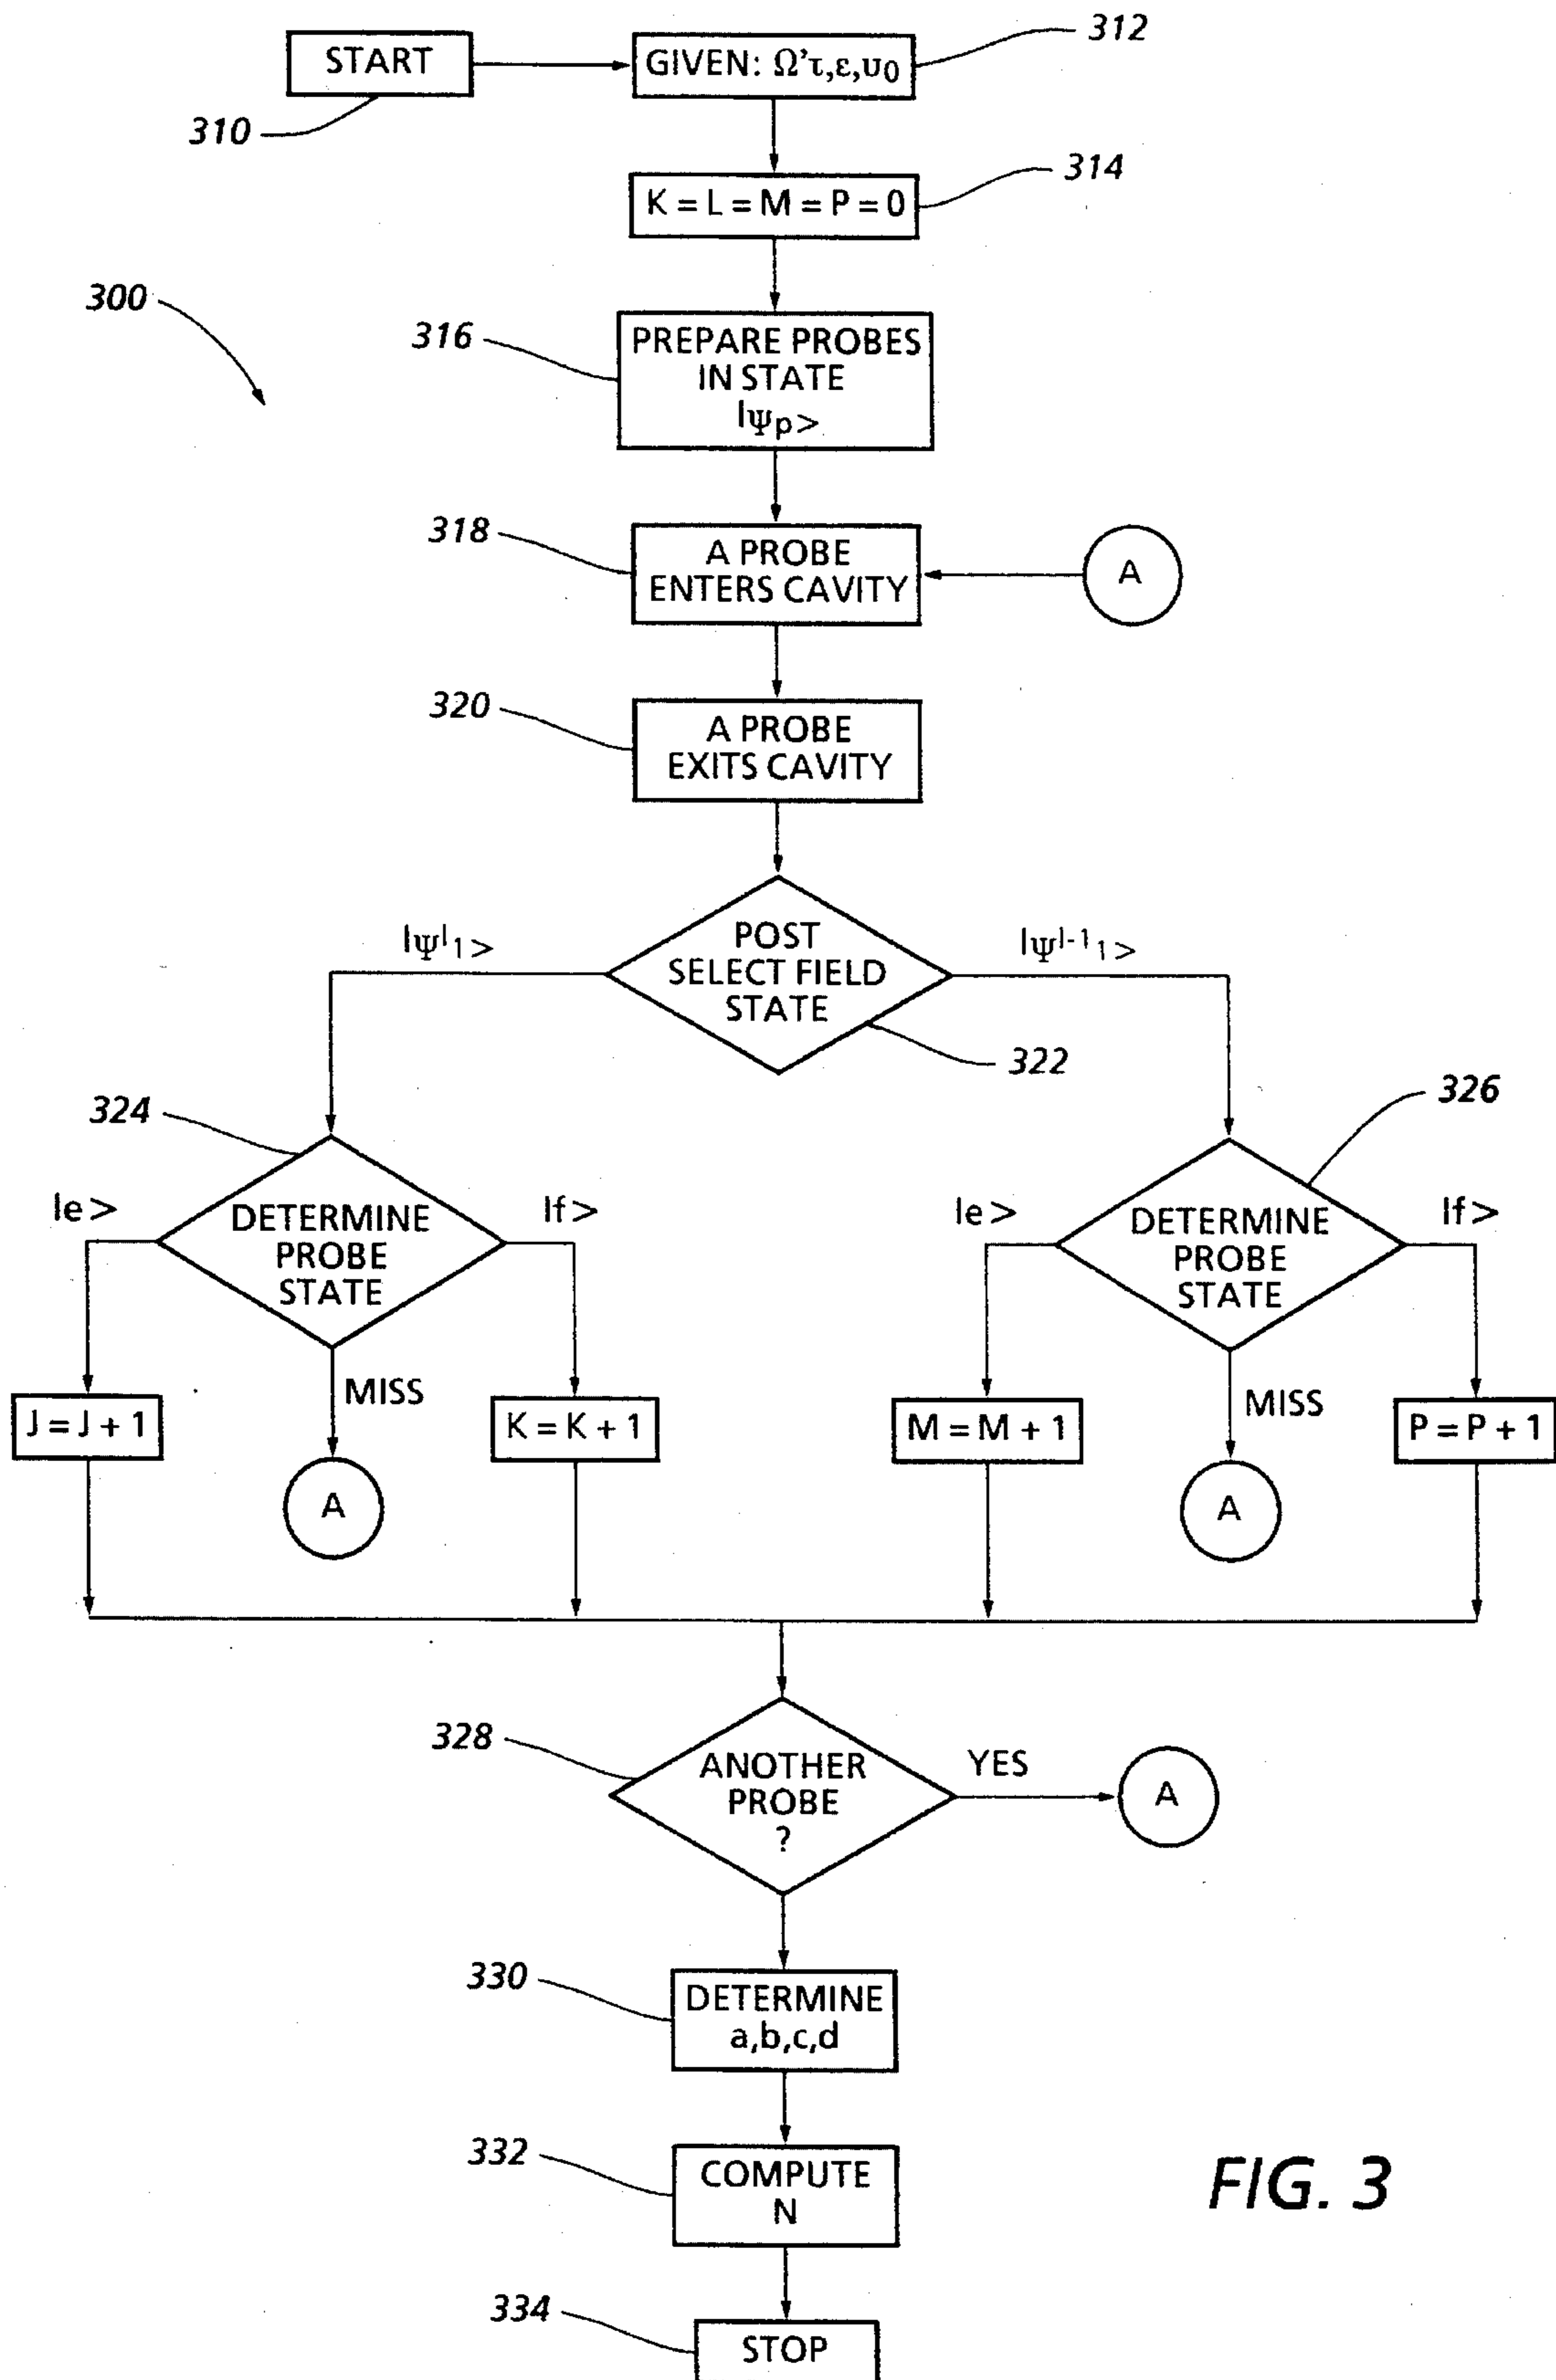 START
310
GIVEN: Ω'τ,ε,υ0
312
K = L = M = P = 0
314
300
316
PREPARE PROBES
IN STATE
|Ψp>
318
A PROBE
ENTERS CAVITY
A
320
A PROBE
EXITS CAVITY
|Ψ|1>
POST
SELECT FIELD
STATE
|Ψ|-11>
322
324
326
|e>
DETERMINE
PROBE
STATE
|f>
|e>
DETERMINE
PROBE
STATE
|f>
J = J + 1
MISS
K = K + 1
M = M + 1
MISS
P = P + 1
A
A
328
ANOTHER
PROBE
?
YES
A
330
DETERMINE
a,b,c,d
332
COMPUTE
N
FIG. 3
334
STOP